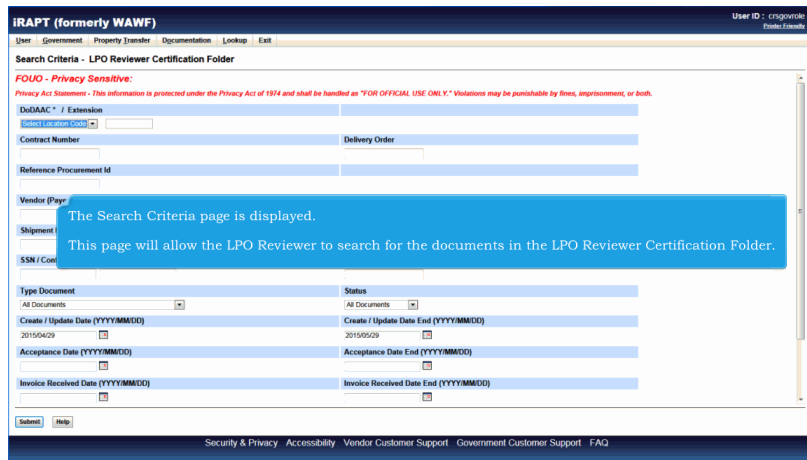 iRAPT (formerly WAWF)
User ID : crsgovrole
Printer Friendly
User Government Property Transfer Documentation Lookup Exit
Search Criteria - LPO Reviewer Certification Folder
FOUO - Privacy Sensitive:
Privacy Act Statement - This information is protected under the Privacy Act of 1974 and shall be handled as "FOR OFFICIAL USE ONLY." Violations may be punishable by fines, imprisonment, or both.
DoDAAC * / Extension
Select Location Code
Contract Number Delivery Order
Reference Procurement Id
Vendor (Paye
The Search Criteria page is displayed.
Shipment
This page will allow the LPO Reviewer to search for the documents in the LPO Reviewer Certification Folder.
SSN / Con
Type Document Status
All Documents All Documents
Create / Update Date (YYYY/MM/DD) Create / Update Date End (YYYY/MM/DD)
2015/04/29 2015/05/29
Acceptance Date (YYYY/MM/DD) Acceptance Date End (YYYY/MM/DD)
Invoice Received Date (YYYY/MM/DD) Invoice Received Date End (YYYY/MM/DD)
Submit Help
Security & Privacy Accessibility Vendor Customer Support Government Customer Support FAQ